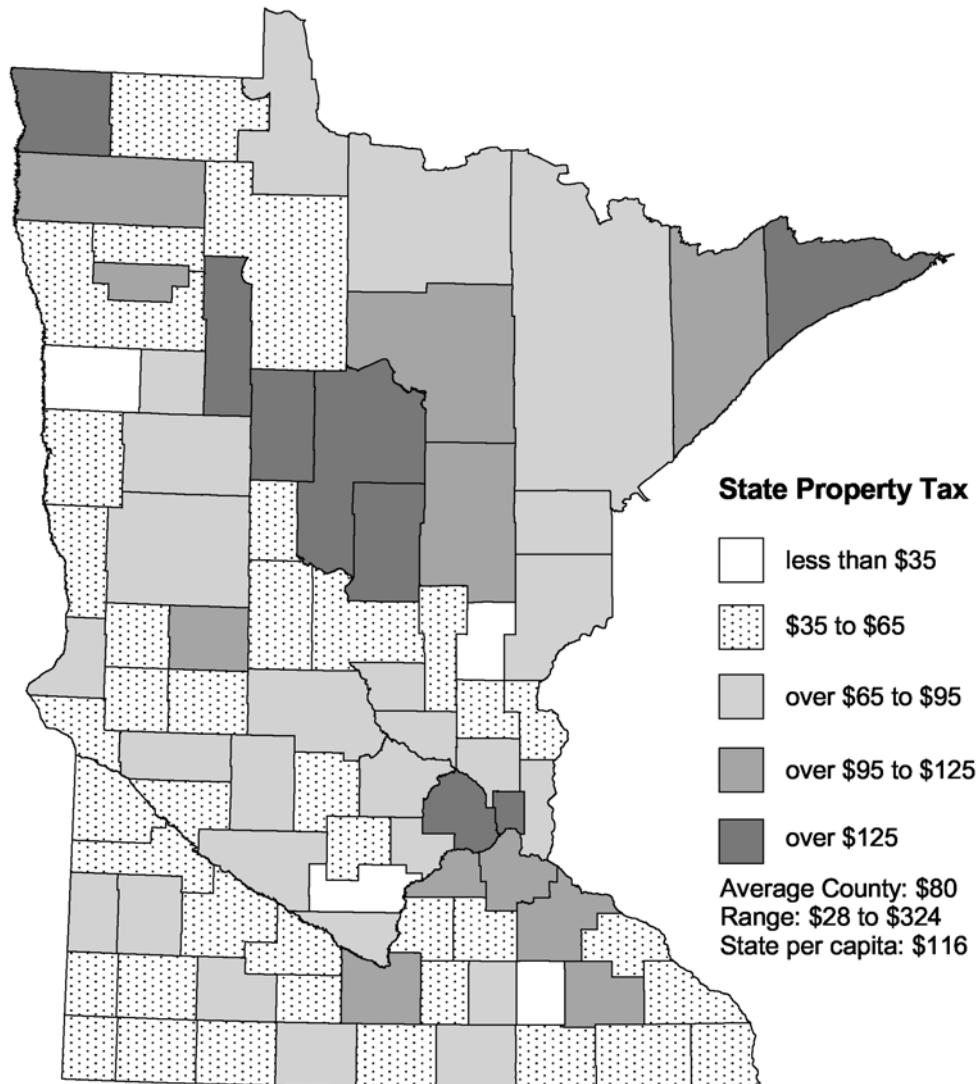 State Property Tax
less than $35
$35 to $65
over $65 to $95
over $95 to $125
over $125
Average County: $80
Range: $28 to $324
State per capita: $116